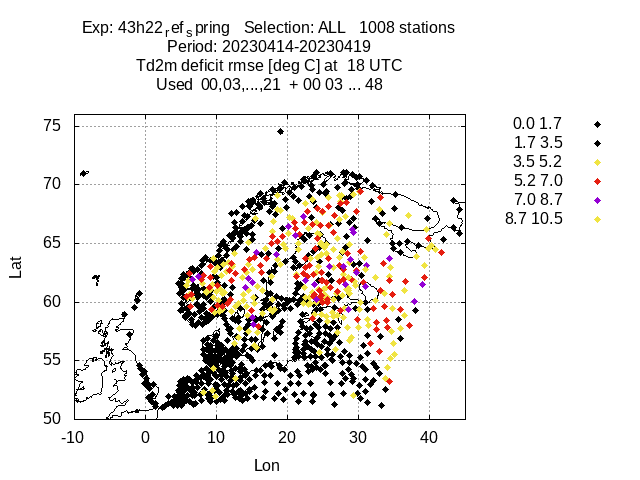 Exp: 43h22ref_spring Selection: ALL 1008 stations
Period: 20230414-20230419
Td2m deficit rmse [deg C] at 18 UTC
Used 00,03,...,21 + 00 03 ... 48
75
70
65
60
55
50
Lat
-10 0 10 20 30 40
Lon
0.0 1.7
1.7 3.5
3.5 5.2
5.2 7.0
7.0 8.7
8.7 10.5